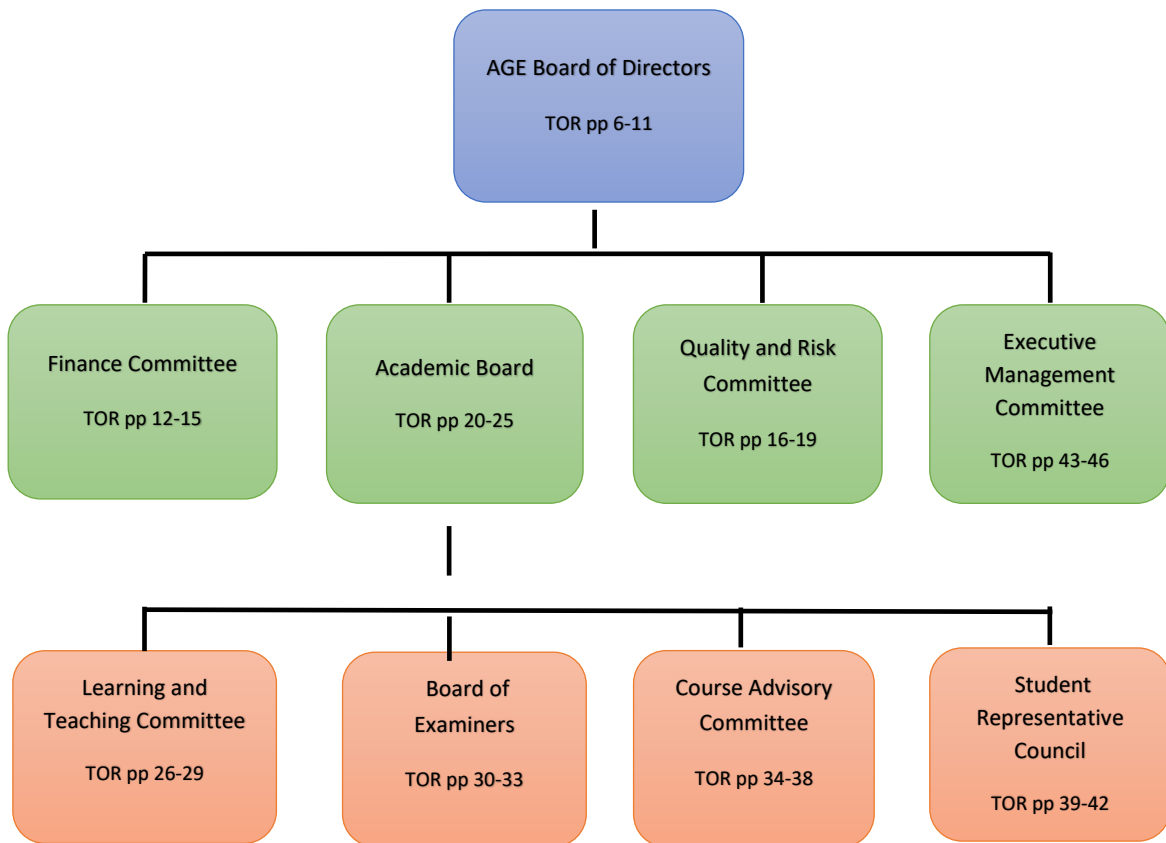 AGE Board of Directors
TOR pp 6-11
Finance Committee
TOR pp 12-15
Academic Board
TOR pp 20-25
Quality and Risk
Committee
TOR pp 16-19
Executive
Management
Committee
TOR pp 43-46
Learning and
Teaching Committee
TOR pp 26-29
Board of
Examiners
TOR pp 30-33
Course Advisory
Committee
TOR pp 34-38
Student
Representative
Council
TOR pp 39-42